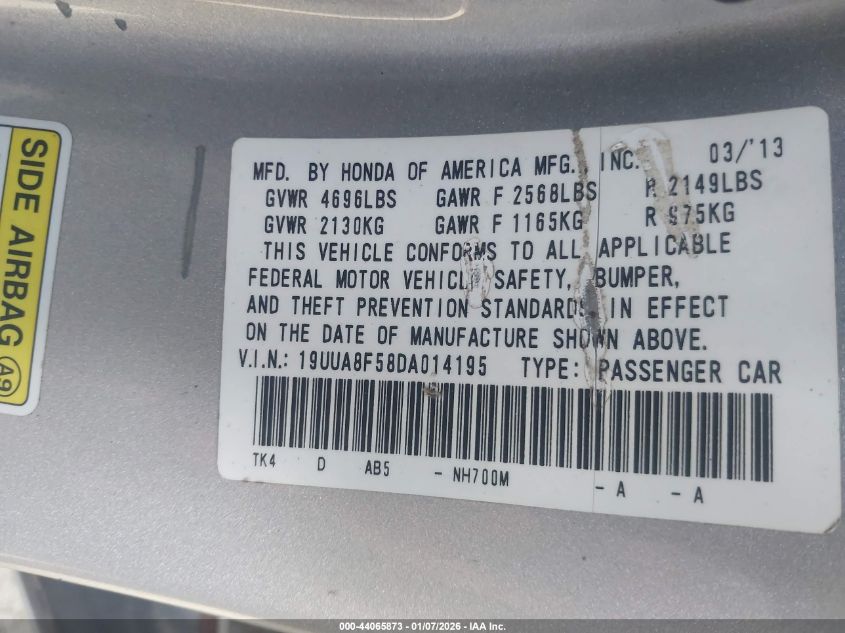 SIDE AIRBAG A9
MFD. BY HONDA OF AMERICA MFG., INC. 03/'13
GVWR 4696LBS GAWR F 2568LBS R 2149LBS
GVWR 2130KG GAWR F 1165KG R 975KG
THIS VEHICLE CONFORMS TO ALL APPLICABLE
FEDERAL MOTOR VEHICLE SAFETY, BUMPER,
AND THEFT PREVENTION STANDARDS IN EFFECT
ON THE DATE OF MANUFACTURE SHOWN ABOVE.
V.I.N.: 19UUA8F58DA014195 TYPE: PASSENGER CAR
TK4 D AB5 - NH700M - A - A
000-44065873 - 01/07/2026 - IAA Inc.